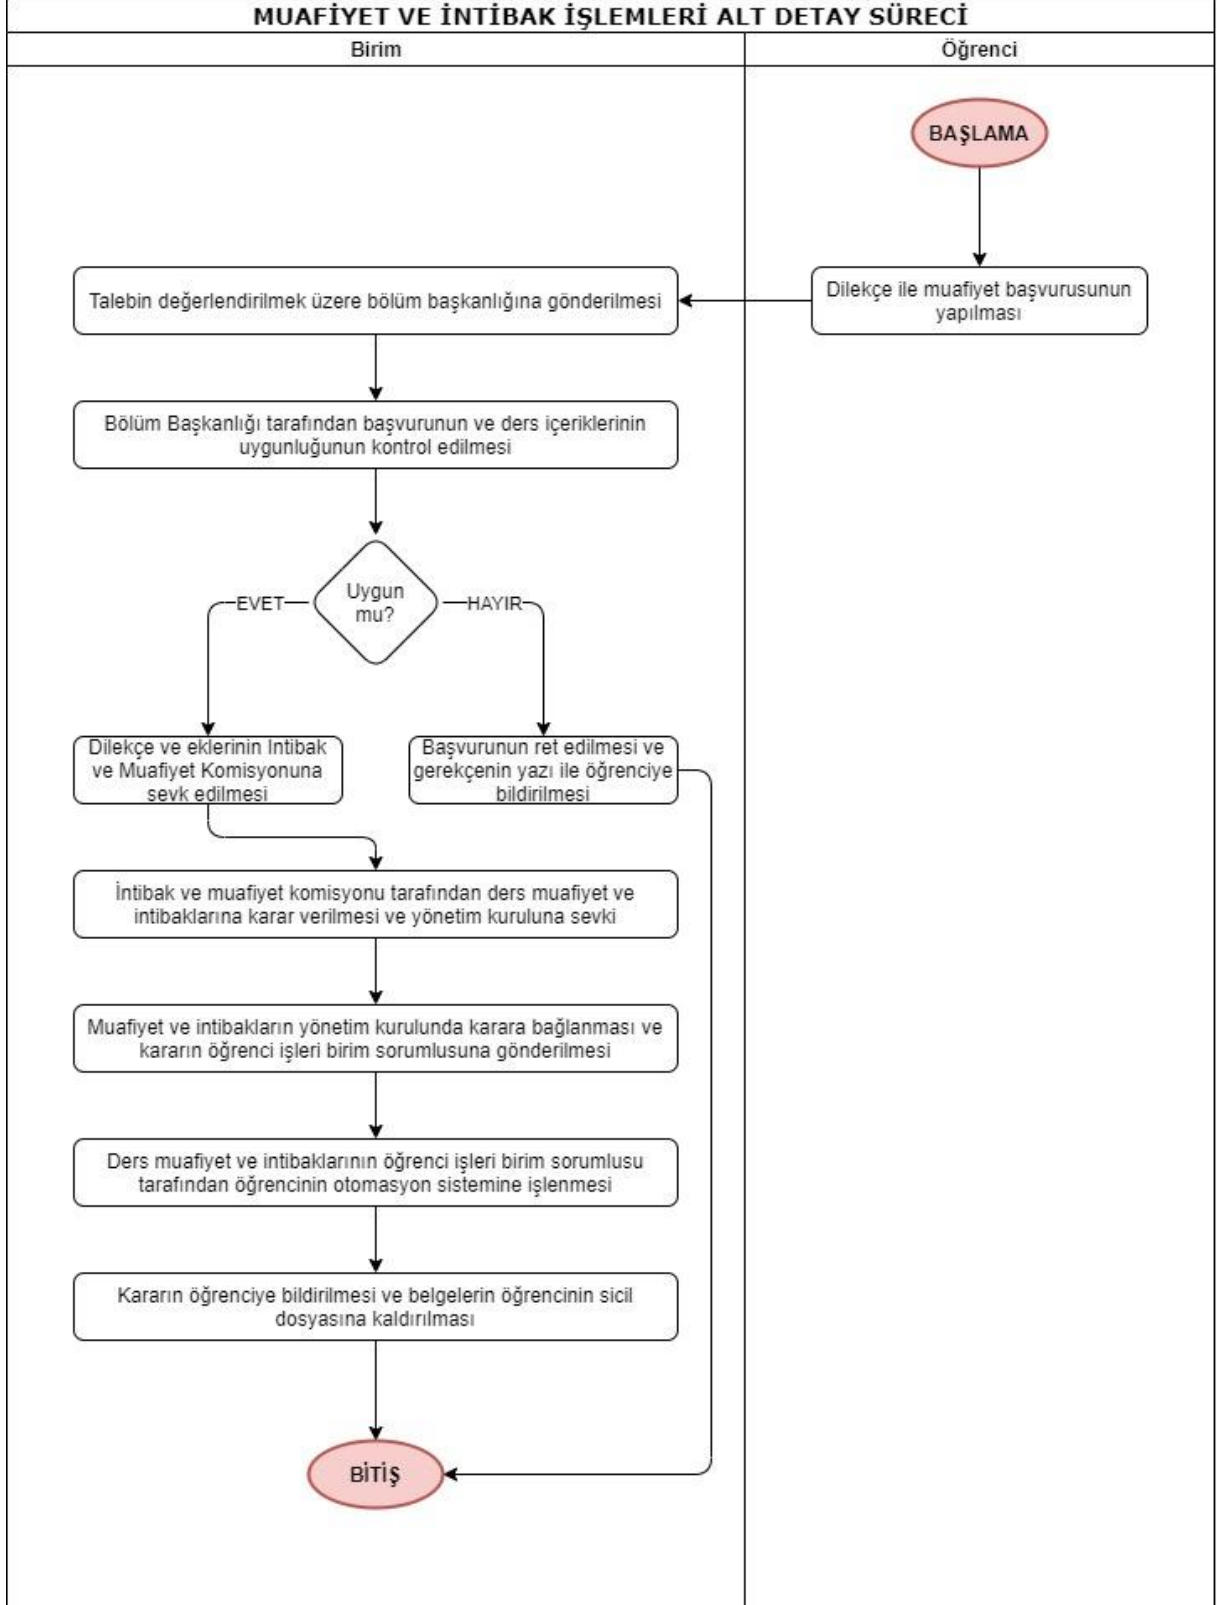 MUAFİYET VE İNTİBAK İŞLEMLERİ ALT DETAY SÜRECİ
Birim
Öğrenci
BAŞLAMA
Dilekçe ile muafiyet başvurusunun
yapılması
Talebin değerlendirilmek üzere bölüm başkanlığına gönderilmesi
Bölüm Başkanlığı tarafından başvurunun ve ders içeriklerinin
uygunluğunun kontrol edilmesi
Uygun
mu?
EVET
HAYIR
Dilekçe ve eklerinin Intibak
ve Muafiyet Komisyonuna
sevk edilmesi
Başvurunun ret edilmesi ve
gerekçenin yazı ile öğrenciye
bildirilmesi
İntibak ve muafiyet komisyonu tarafından ders muafiyet ve
intibaklarına karar verilmesi ve yönetim kuruluna sevki
Muafiyet ve intibakların yönetim kurulunda karara bağlanması ve
kararın öğrenci işleri birim sorumlusuna gönderilmesi
Ders muafiyet ve intibaklarının öğrenci işleri birim sorumlusu
tarafından öğrencinin otomasyon sistemine işlenmesi
Kararın öğrenciye bildirilmesi ve belgelerin öğrencinin sicil
dosyasına kaldırılması
BİTİŞ